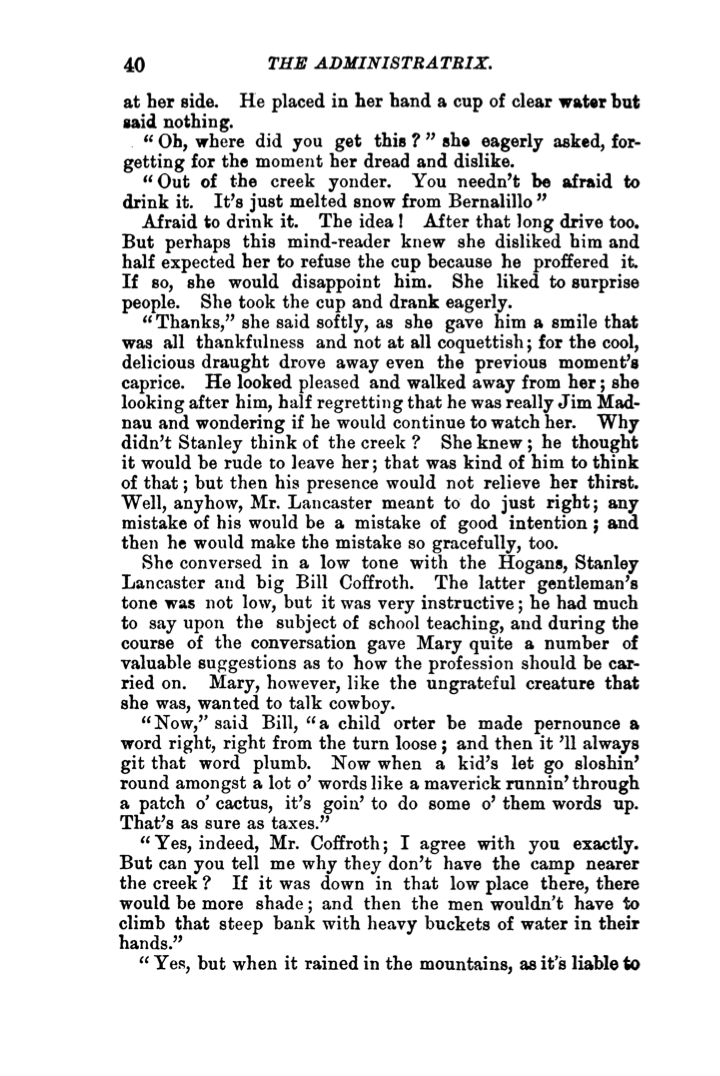 40 THE ADMINISTRATRIX.
at her side. He placed in her hand a cup of clear water but
said nothing.
“Oh, where did you get this?” she eagerly asked, for-
getting for the moment her dread and dislike.
“Out of the creek yonder. You needn't be afraid to
drink it. It's just melted snow from Bernalillo”
Afraid to drink it. The idea! After that long drive too.
But perhaps this mind-reader knew she disliked him and
half expected her to refuse the cup because he proffered it.
If so, she would disappoint him. She liked to surprise
people. She took the cup and drank eagerly.
“Thanks,” she said softly, as she gave him a smile that
was all thankfulness and not at all coquettish; for the cool,
delicious draught drove away even the previous moment's
caprice. He looked pleased and walked away from her; she
looking after him, half regretting that he was really Jim Mad-
nau and wondering if he would continue to watch her. Why
didn't Stanley think of the creek? She knew; he thought
it would be rude to leave her; that was kind of him to think
of that; but then his presence would not relieve her thirst.
Well, anyhow, Mr. Lancaster meant to do just right; any
mistake of his would be a mistake of good intention; and
then he would make the mistake so gracefully, too.
She conversed in a low tone with the Hogans, Stanley
Lancaster and big Bill Coffroth. The latter gentleman's
tone was not low, but it was very instructive; he had much
to say upon the subject of school teaching, and during the
course of the conversation gave Mary quite a number of
valuable suggestions as to how the profession should be car-
ried on. Mary, however, like the ungrateful creature that
she was, wanted to talk cowboy.
“Now,” said Bill, “a child orter be made pernounce a
word right, right from the turn loose; and then it 'll always
git that word plumb. Now when a kid's let go sloshin'
round amongst a lot o' words like a maverick runnin' through
a patch o' cactus, it's goin' to do some o' them words up.
That's as sure as taxes.”
“Yes, indeed, Mr. Coffroth; I agree with you exactly.
But can you tell me why they don't have the camp nearer
the creek? If it was down in that low place there, there
would be more shade; and then the men wouldn't have to
climb that steep bank with heavy buckets of water in their
hands.”
“Yes, but when it rained in the mountains, as it's liable to